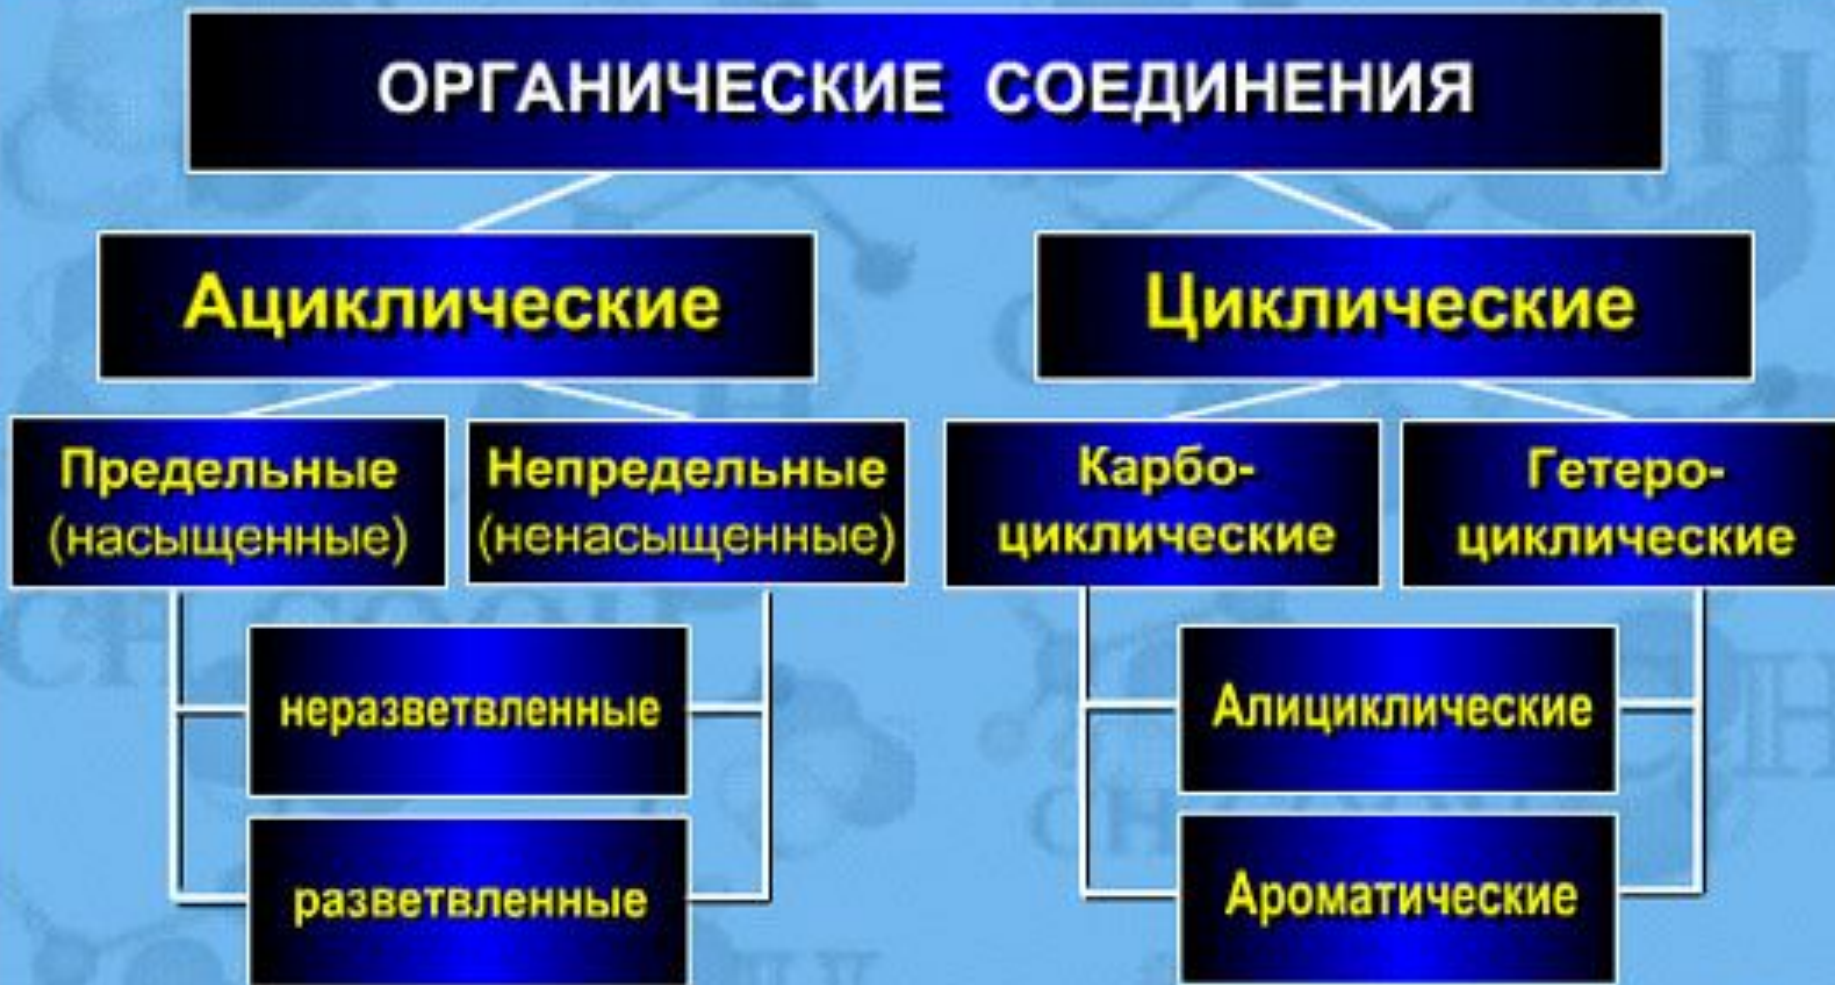 ОРГАНИЧЕСКИЕ СОЕДИНЕНИЯ
Ациклические
Циклические
Предельные
(насыщенные)
Непредельные
(ненасыщенные)
Карбо-
циклические
Гетеро-
циклические
неразветвленные
разветвленные
Алициклические
Ароматические